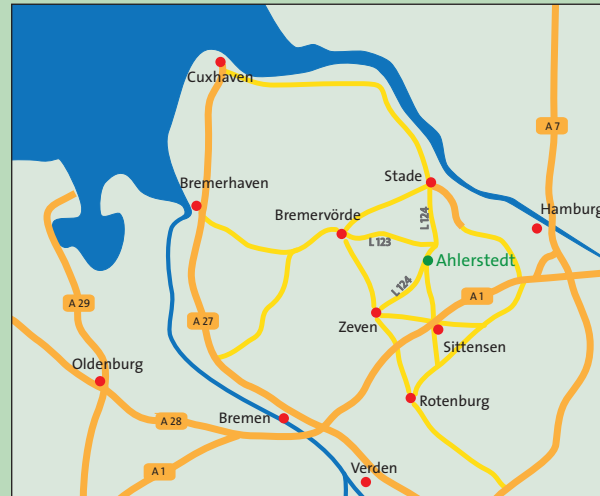 Cuxhaven
A 7
Stade
Bremerhaven
Hamburg
Bremervörde
L 124
L 123
Ahlerstedt
L 124
A 1
A 29
A 27
Zeven
Sittensen
Oldenburg
Rotenburg
A 28
Bremen
A 1
Verden